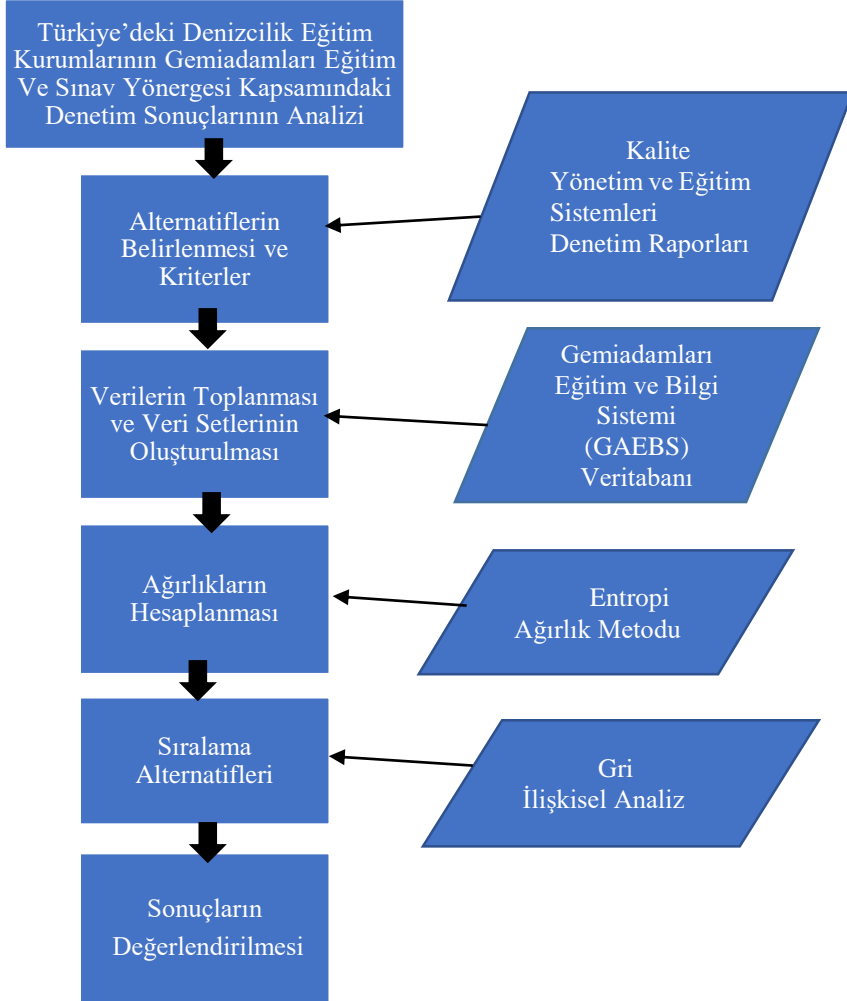 Türkiye’deki Denizcilik Eğitim
Kurumlarının Gemiadamları Eğitim
Ve Sınav Yönergesi Kapsamındaki
Denetim Sonuçlarının Analizi
Kalite
Yönetim ve Eğitim
Sistemleri
Denetim Raporları
Alternatiflerin
Belirlenmesi ve
Kriterler
Gemiadamları
Eğitim ve Bilgi
Sistemi
(GAEBS)
Veritabanı
Verilerin Toplanması
ve Veri Setlerinin
Oluşturulması
Ağırlıkların
Hesaplanması
Entropi
Ağırlık Metodu
Sıralama
Alternatifleri
Gri
İlişkisel Analiz
Sonuçların
Değerlendirilmesi